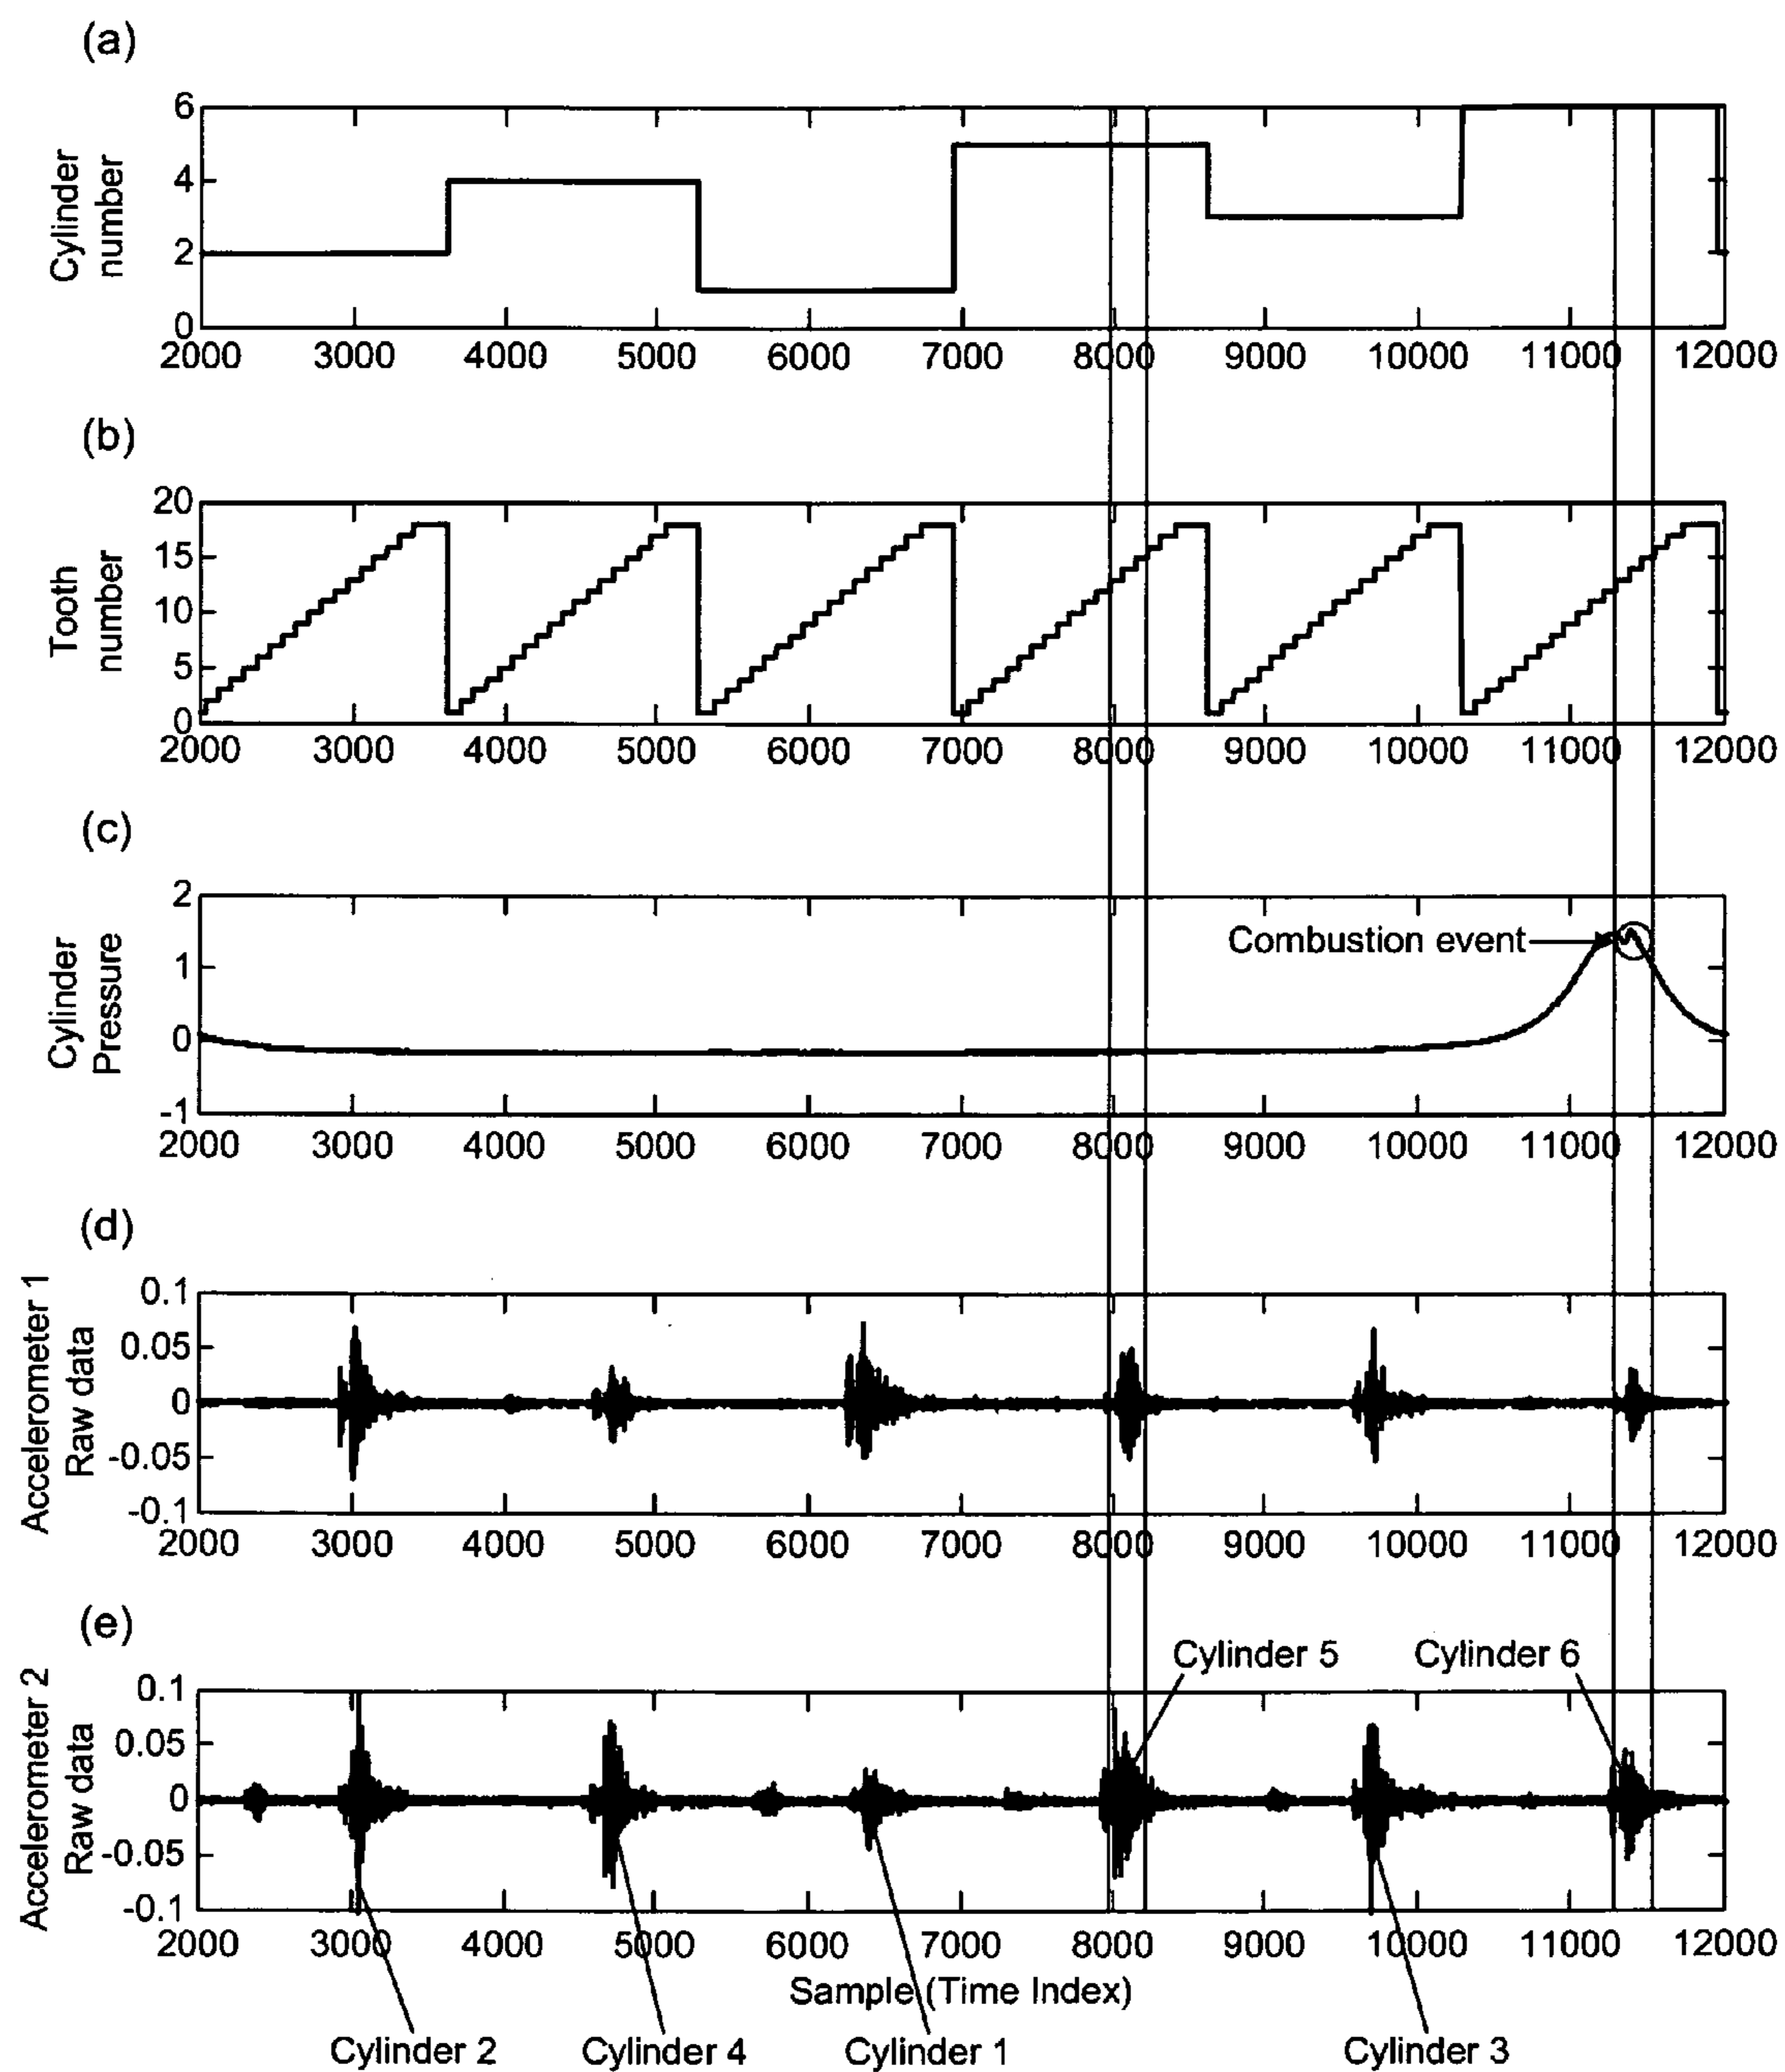 (a)
Cylinder
number
6
4
2
0
2000 3000 4000 5000 6000 7000 8000 9000 10000 11000 12000
(b)
Tooth
number
20
15
10
5
0
2000 3000 4000 5000 6000 7000 8000 9000 10000 11000 12000
(c)
Cylinder
Pressure
2
1
0
-1
Combustion event
2000 3000 4000 5000 6000 7000 8000 9000 10000 11000 12000
(d)
Accelerometer 1
Raw data
0.1
0.05
0
-0.05
-0.1
2000 3000 4000 5000 6000 7000 8000 9000 10000 11000 12000
(e)
Cylinder 5 Cylinder 6
Accelerometer 2
Raw data
0.1
0.05
0
-0.05
-0.1
2000 3000 4000 5000 6000 7000 8000 9000 10000 11000 12000
Sample (Time Index)
Cylinder 2 Cylinder 4 Cylinder 1 Cylinder 3